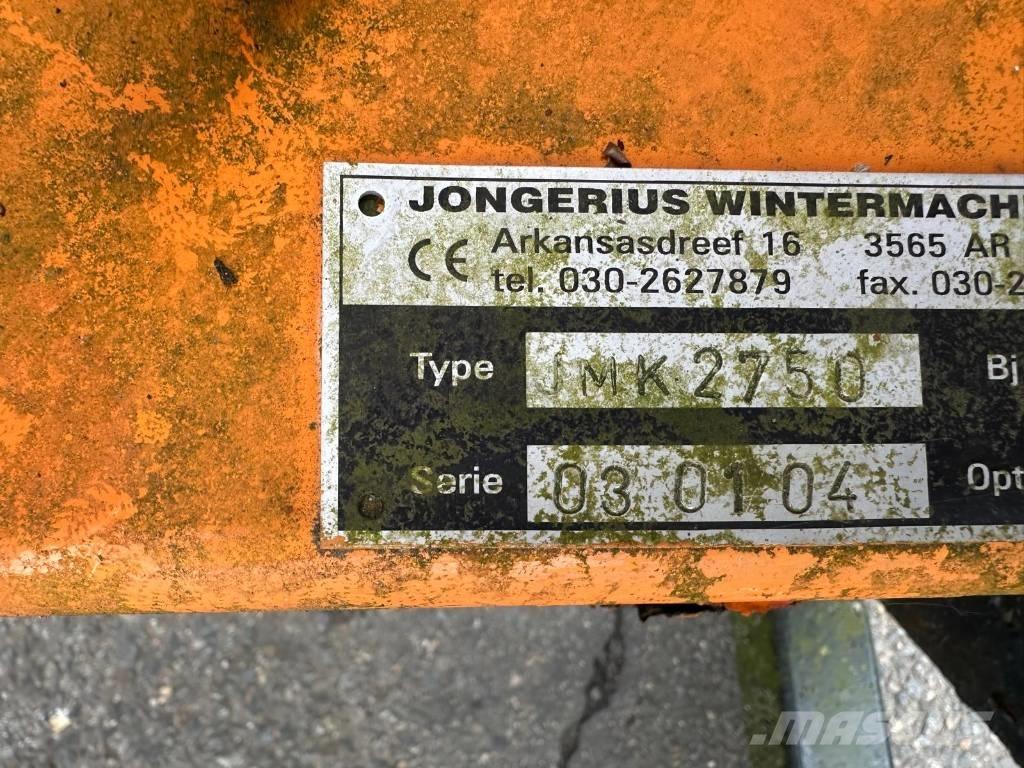 JONGERIUS WINTERMACH
CE Arkansasdreef 16 3565 AR
tel. 030-2627879 fax. 030-2
Type JMK 2750 Bj
Serie 03 01 04 Opt
MASCUS